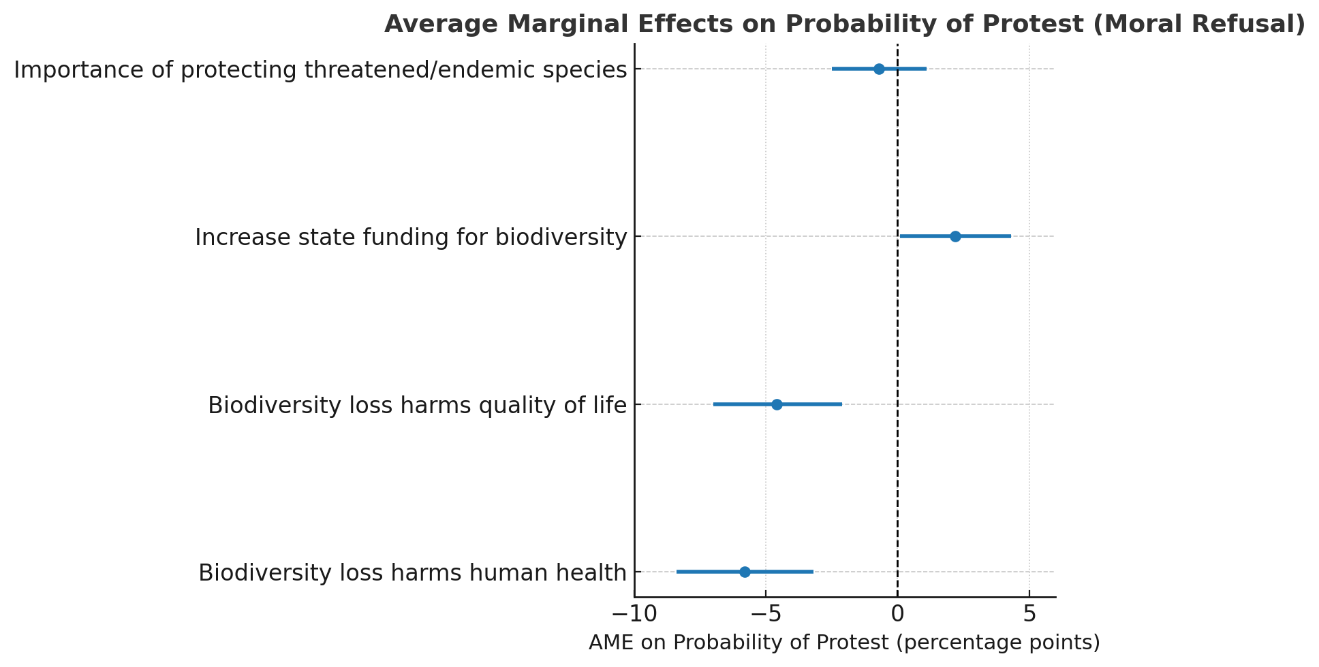 Average Marginal Effects on Probability of Protest (Moral Refusal)
Importance of protecting threatened/endemic species
Increase state funding for biodiversity
Biodiversity loss harms quality of life
Biodiversity loss harms human health
−10 −5 0 5
AME on Probability of Protest (percentage points)